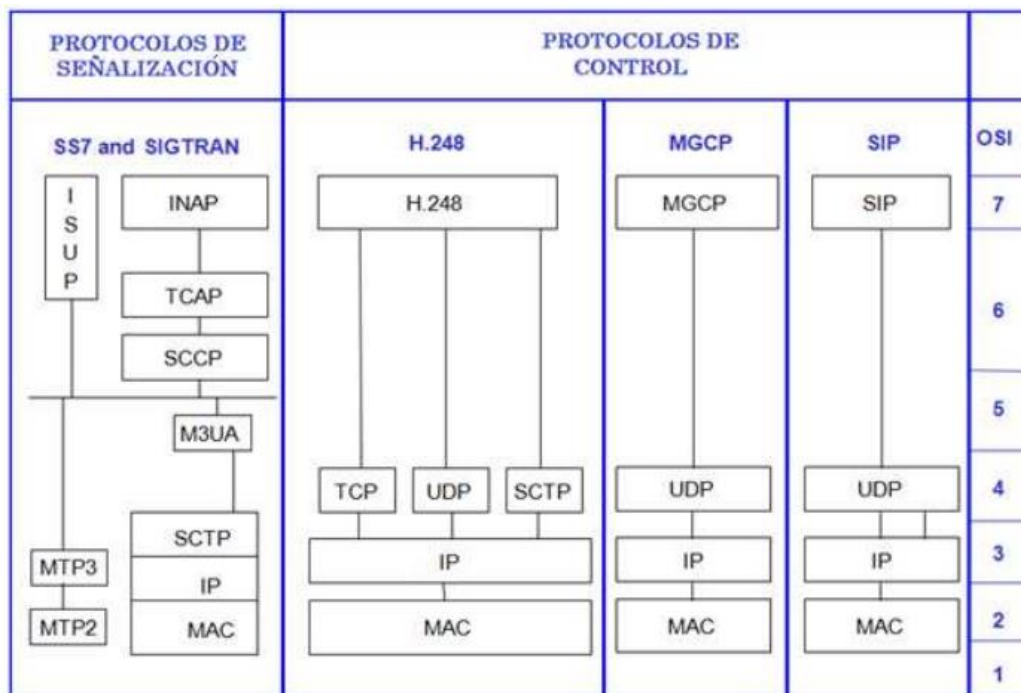 PROTOCOLOS DE
SEÑALIZACIÓN
PROTOCOLOS DE
CONTROL
SS7 and SIGTRAN
H.248
MGCP
SIP
OSI
I
S
U
P
INAP
TCAP
SCCP
M3UA
SCTP
IP
MAC
MTP3
MTP2
H.248
TCP
UDP
SCTP
IP
MAC
MGCP
UDP
IP
MAC
SIP
UDP
IP
MAC
7
6
5
4
3
2
1